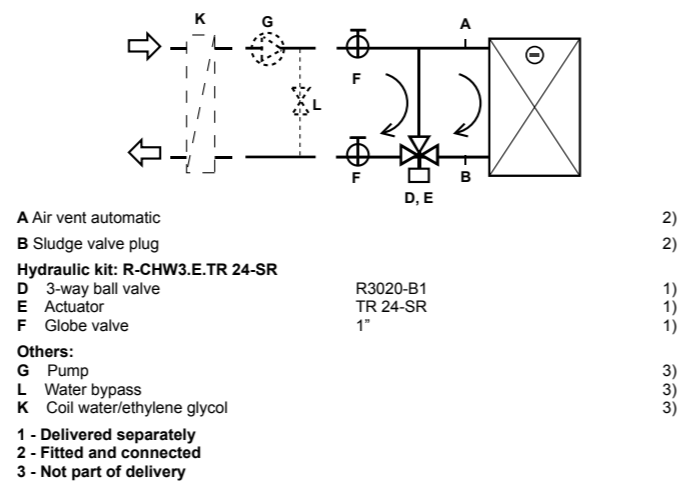 K
G
A
F
L
F
B
D, E
A Air vent automatic 2)
B Sludge valve plug 2)
Hydraulic kit: R-CHW3.E.TR 24-SR
D 3-way ball valve R3020-B1 1)
E Actuator TR 24-SR 1)
F Globe valve 1” 1)
Others:
G Pump 3)
L Water bypass 3)
K Coil water/ethylene glycol 3)
1 - Delivered separately
2 - Fitted and connected
3 - Not part of delivery